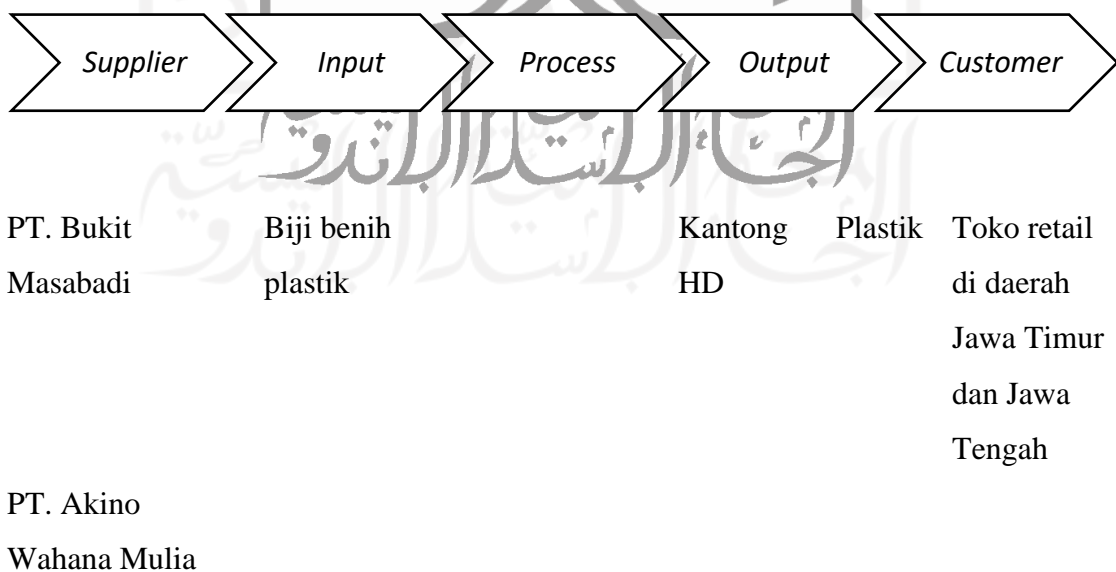 Supplier Input Process Output Customer
PT. Bukit Biji benih Kantong Plastik Toko retail
Masabadi plastik HD di daerah
Jawa Timur
dan Jawa
Tengah
PT. Akino
Wahana Mulia